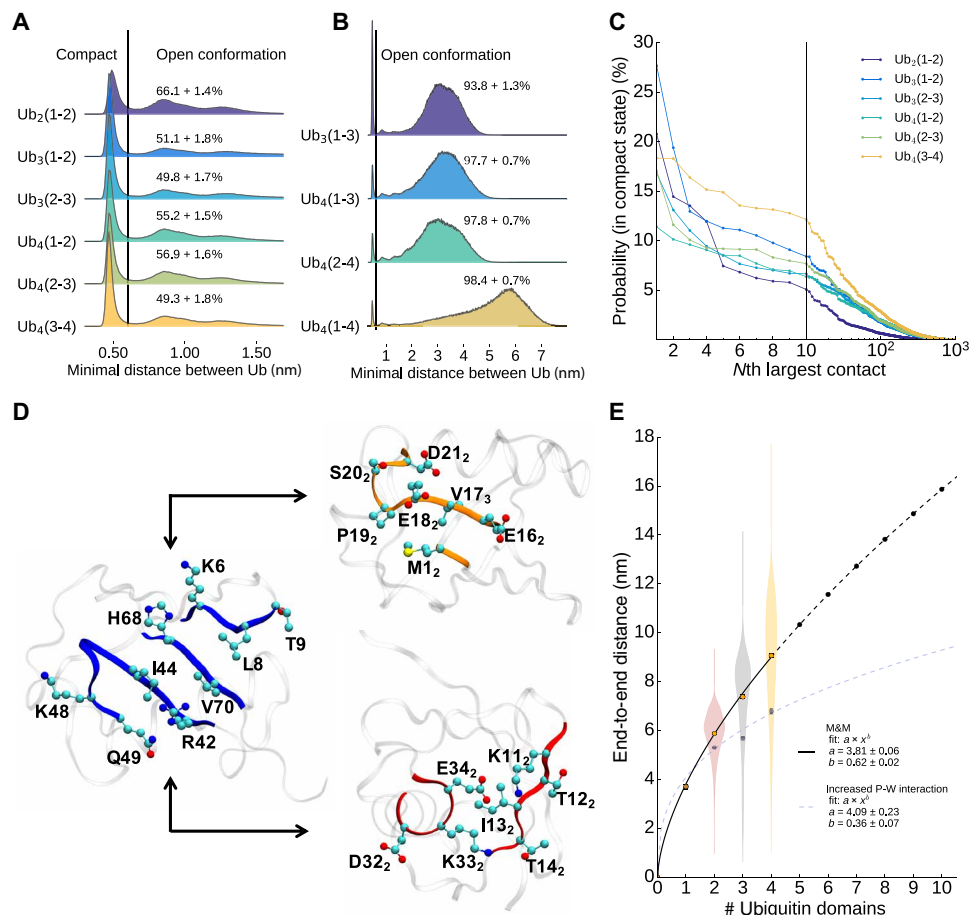 A
Compact
Open conformation
Ub₂(1-2)
66.1 + 1.4%
Ub₃(1-2)
51.1 + 1.8%
Ub₃(2-3)
49.8 + 1.7%
Ub₄(1-2)
55.2 + 1.5%
Ub₄(2-3)
56.9 + 1.6%
Ub₄(3-4)
49.3 + 1.8%
0.50 1.00 1.50
Minimal distance between Ub (nm)
B
Open conformation
Ub₃(1-3)
93.8 + 1.3%
Ub₄(1-3)
97.7 + 0.7%
Ub₄(2-4)
97.8 + 0.7%
Ub₄(1-4)
98.4 + 0.7%
1 2 3 4 5 6 7
Minimal distance between Ub (nm)
C
Probability (in compact state) (%)
30
25
20
15
10
5
2 4 6 8 10 10² 10³
Nth largest contact
Ub₂(1-2)
Ub₃(1-2)
Ub₃(2-3)
Ub₄(1-2)
Ub₄(2-3)
Ub₄(3-4)
D
K6
H68
T9
L8
I44
K48
V70
R42
Q49
D21₂
S20₂
V17₃
E18₂
P19₂
E16₂
M1₂
K11₂
E34₂
T12₂
I13₂
D32₂
K33₂
T14₂
E
End-to-end distance (nm)
18
16
14
12
10
8
6
4
2
0
0 1 2 3 4 5 6 7 8 9 10
# Ubiquitin domains
M&M
fit: a × xᵇ
a = 3.81 ± 0.06
b = 0.62 ± 0.02
Increased P-W interaction
fit: a × xᵇ
a = 4.09 ± 0.23
b = 0.36 ± 0.07